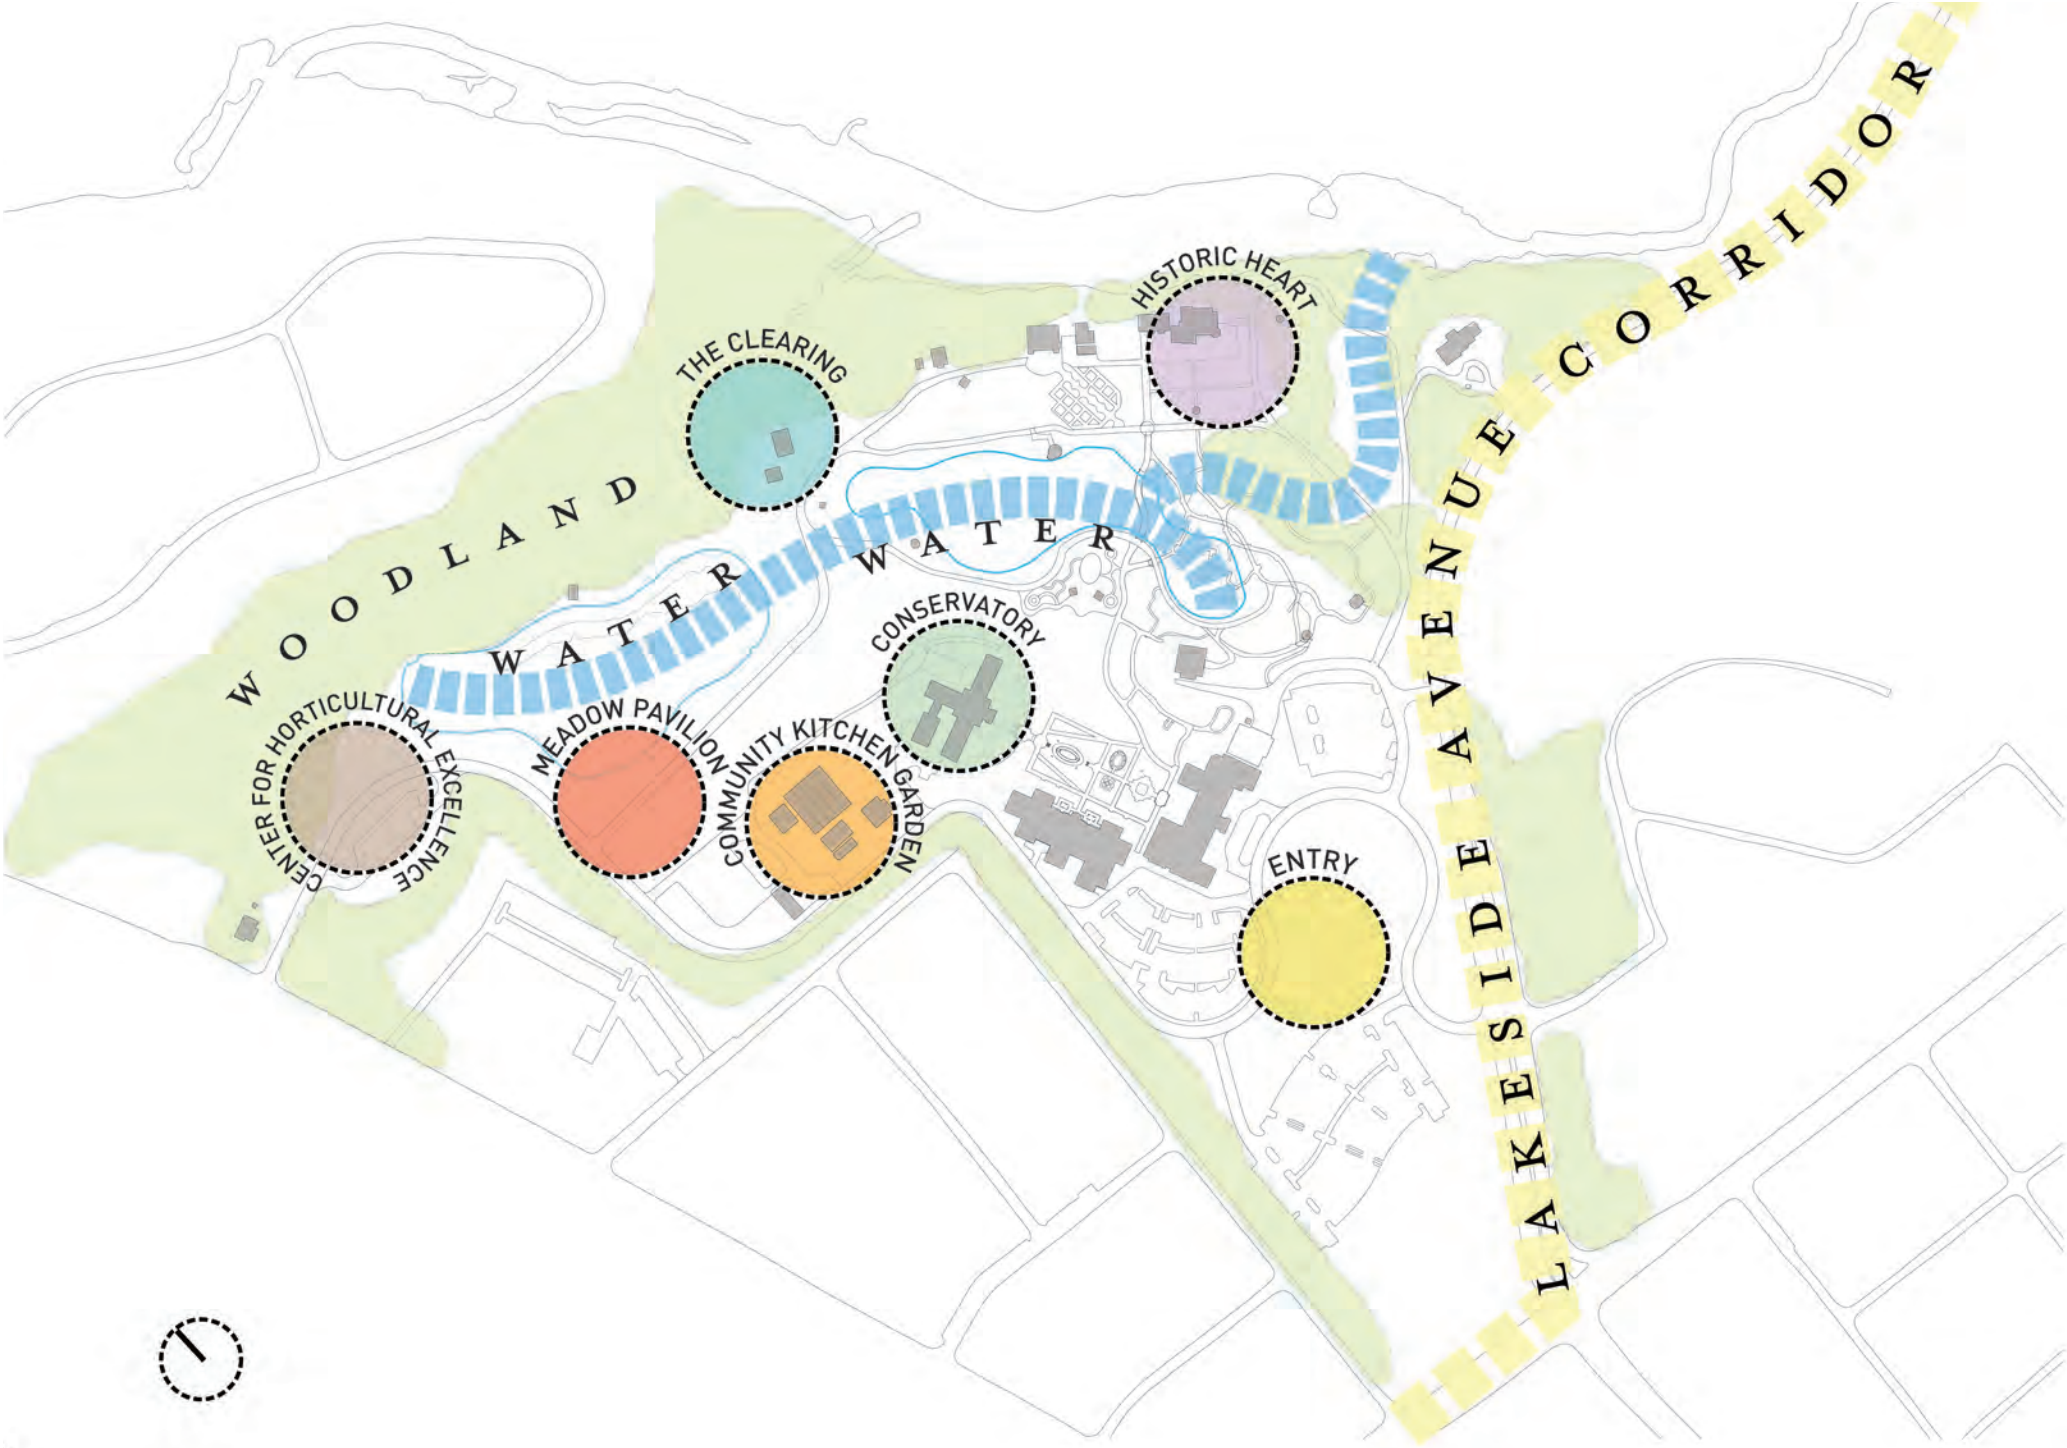 HISTORIC HEART
THE CLEARING
LAKESIDE AVENUE CORRIDOR
WOODLAND
WATER
WATER
CONSERVATORY
CENTER FOR HORTICULTURAL EXCELLENCE
MEADOW PAVILION
COMMUNITY KITCHEN GARDEN
ENTRY